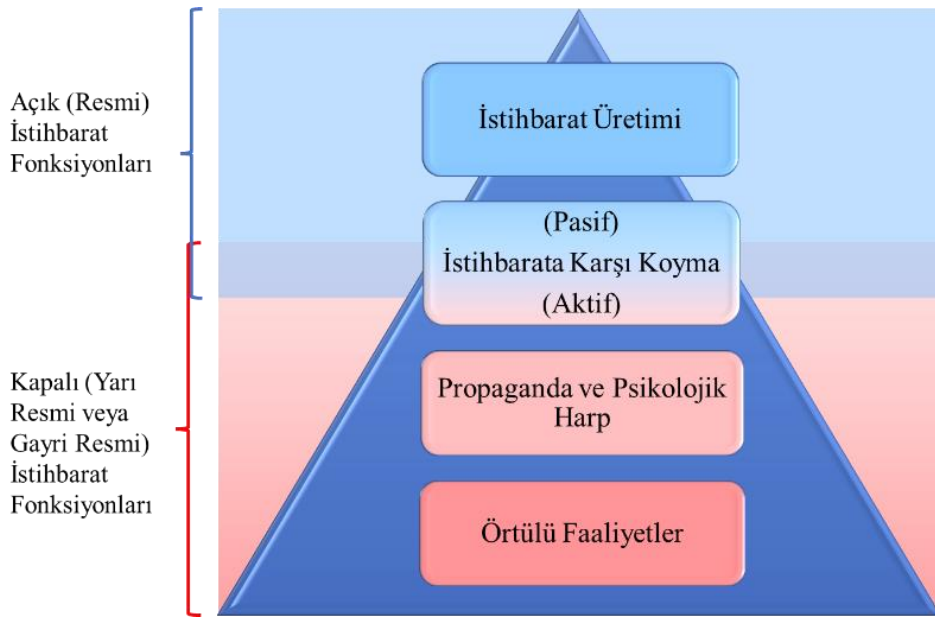 Açık (Resmi)
İstihbarat
Fonksiyonları
İstihbarat Üretimi
(Pasif)
İstihbarata Karşı Koyma
(Aktif)
Kapalı (Yarı
Resmi veya
Gayri Resmi)
İstihbarat
Fonksiyonları
Propaganda ve Psikolojik
Harp
Örtülü Faaliyetler